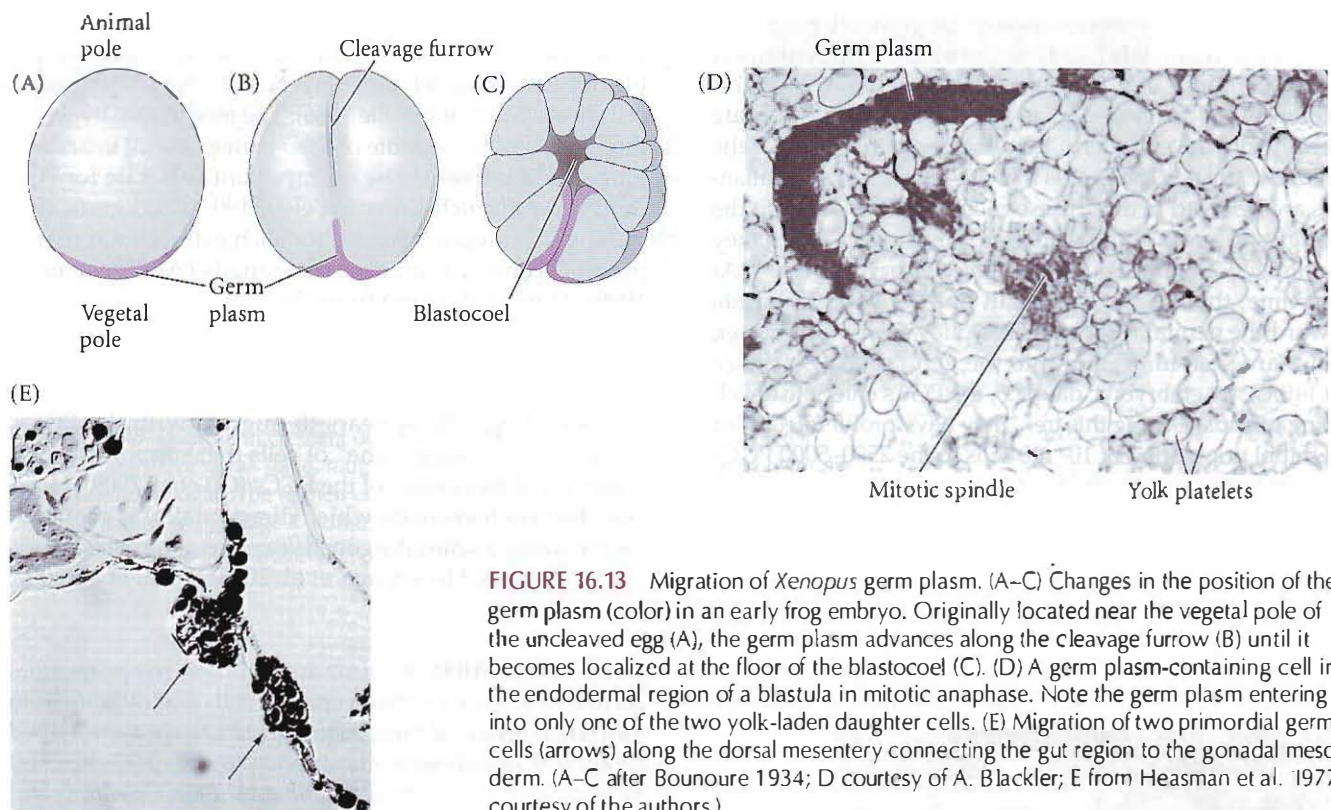 Animal
pole
Cleavage furrow
Germ plasm
(A)
(B)
(C)
(D)
Germ
plasm
Vegetal
pole
Blastocoel
(E)
Mitotic spindle
Yolk platelets
FIGURE 16.13 Migration of Xenopus germ plasm. (A–C) Changes in the position of the
germ plasm (color) in an early frog embryo. Originally located near the vegetal pole of
the uncleaved egg (A), the germ plasm advances along the cleavage furrow (B) until it
becomes localized at the floor of the blastocoel (C). (D) A germ plasm-containing cell in
the endodermal region of a blastula in mitotic anaphase. Note the germ plasm entering
into only one of the two yolk-laden daughter cells. (E) Migration of two primordial germ
cells (arrows) along the dorsal mesentery connecting the gut region to the gonadal meso
derm. (A–C after Bounoure 1934; D courtesy of A. Blackler; E from Heasman et al. 1977
courtesy of the authors.)